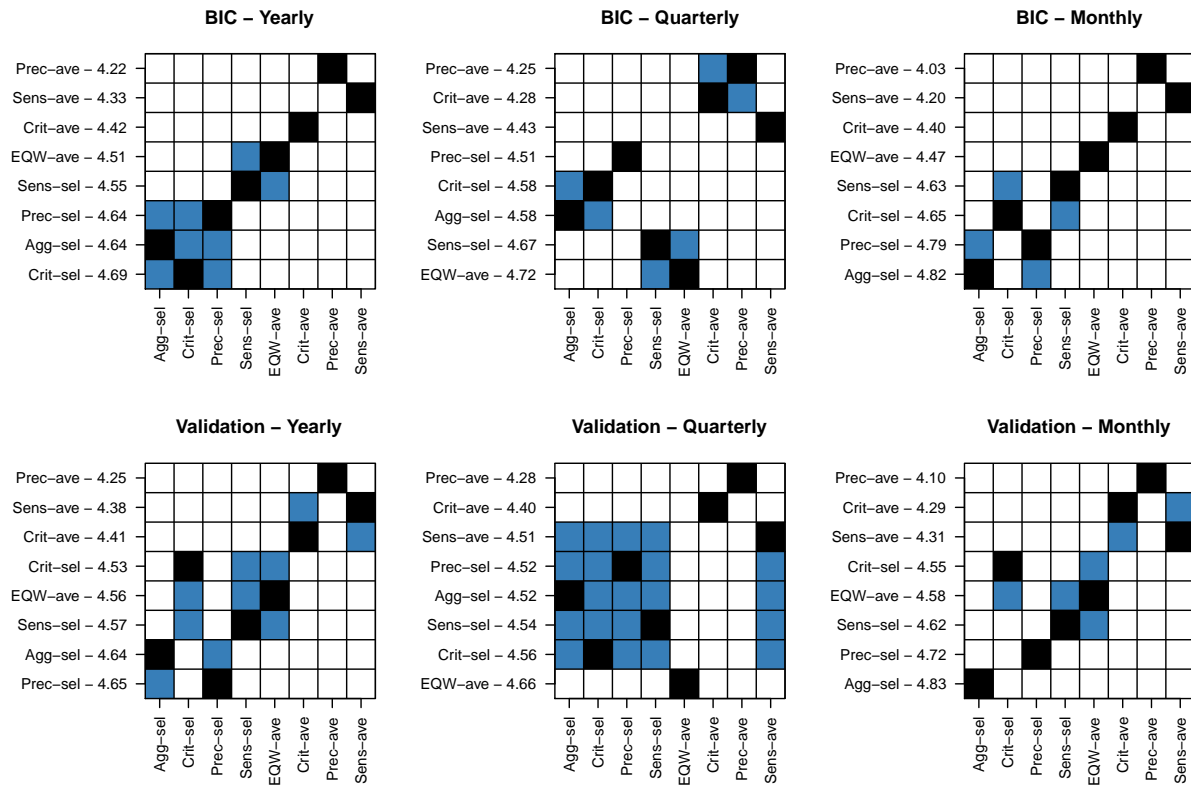 BIC – Yearly
Prec–ave – 4.22
Sens–ave – 4.33
Crit–ave – 4.42
EQW–ave – 4.51
Sens–sel – 4.55
Prec–sel – 4.64
Agg–sel – 4.64
Crit–sel – 4.69
Agg–sel
Crit–sel
Prec–sel
Sens–sel
EQW–ave
Crit–ave
Prec–ave
Sens–ave
BIC – Quarterly
Prec–ave – 4.25
Crit–ave – 4.28
Sens–ave – 4.43
Prec–sel – 4.51
Crit–sel – 4.58
Agg–sel – 4.58
Sens–sel – 4.67
EQW–ave – 4.72
Agg–sel
Crit–sel
Prec–sel
Sens–sel
EQW–ave
Crit–ave
Prec–ave
Sens–ave
BIC – Monthly
Prec–ave – 4.03
Sens–ave – 4.20
Crit–ave – 4.40
EQW–ave – 4.47
Sens–sel – 4.63
Crit–sel – 4.65
Prec–sel – 4.79
Agg–sel – 4.82
Agg–sel
Crit–sel
Prec–sel
Sens–sel
EQW–ave
Crit–ave
Prec–ave
Sens–ave
Validation – Yearly
Prec–ave – 4.25
Sens–ave – 4.38
Crit–ave – 4.41
Crit–sel – 4.53
EQW–ave – 4.56
Sens–sel – 4.57
Agg–sel – 4.64
Prec–sel – 4.65
Agg–sel
Crit–sel
Prec–sel
Sens–sel
EQW–ave
Crit–ave
Prec–ave
Sens–ave
Validation – Quarterly
Prec–ave – 4.28
Crit–ave – 4.40
Sens–ave – 4.51
Prec–sel – 4.52
Agg–sel – 4.52
Sens–sel – 4.54
Crit–sel – 4.56
EQW–ave – 4.66
Agg–sel
Crit–sel
Prec–sel
Sens–sel
EQW–ave
Crit–ave
Prec–ave
Sens–ave
Validation – Monthly
Prec–ave – 4.10
Crit–ave – 4.29
Sens–ave – 4.31
Crit–sel – 4.55
EQW–ave – 4.58
Sens–sel – 4.62
Prec–sel – 4.72
Agg–sel – 4.83
Agg–sel
Crit–sel
Prec–sel
Sens–sel
EQW–ave
Crit–ave
Prec–ave
Sens–ave